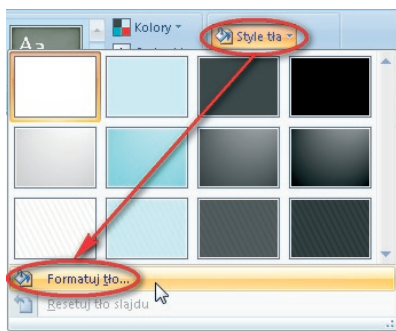 Kolory
Aa
Style tła
Formatuj tło...
Resetuj tło slajdu